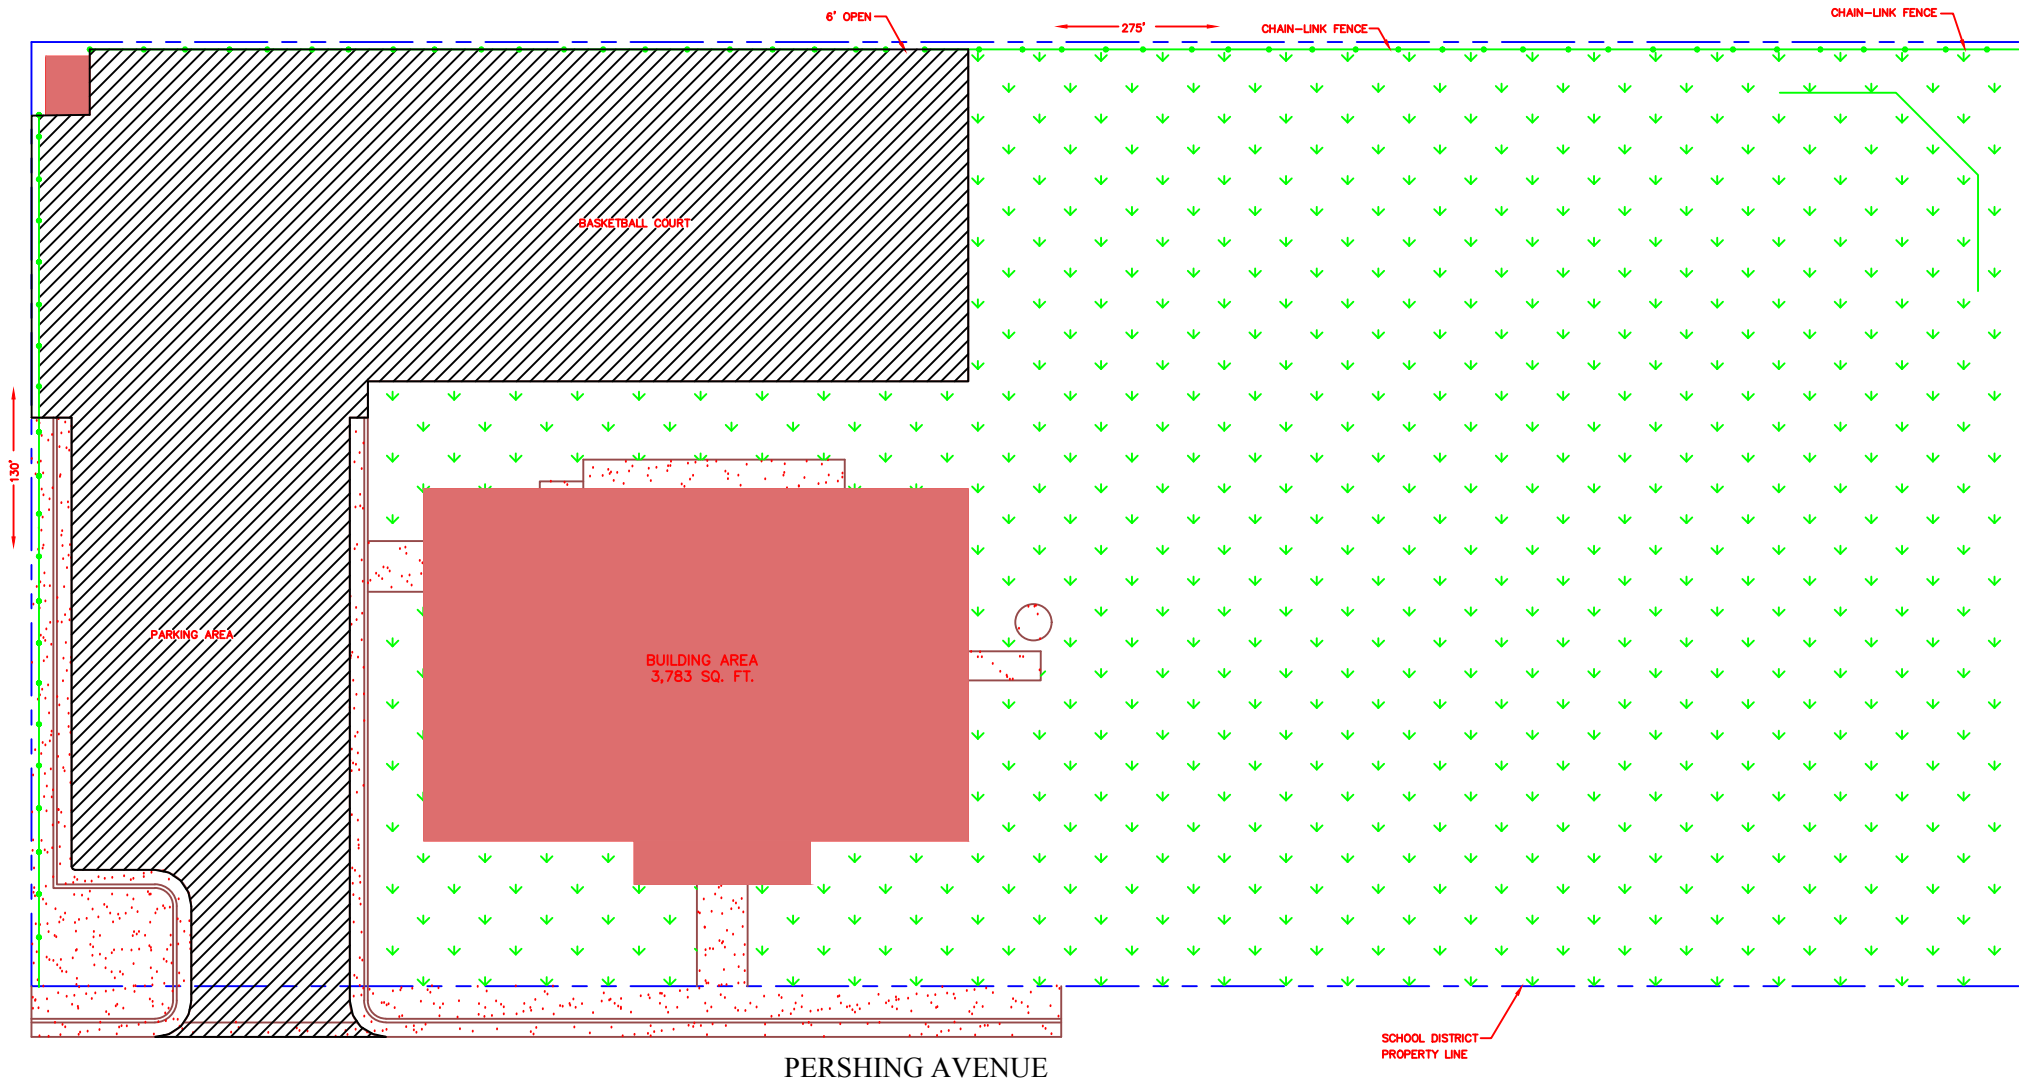 CHAIN-LINK FENCE
6' OPEN
275'
CHAIN-LINK FENCE
BASKETBALL COURT
130'
PARKING AREA
BUILDING AREA
3,783 SQ. FT.
SCHOOL DISTRICT
PROPERTY LINE
PERSHING AVENUE